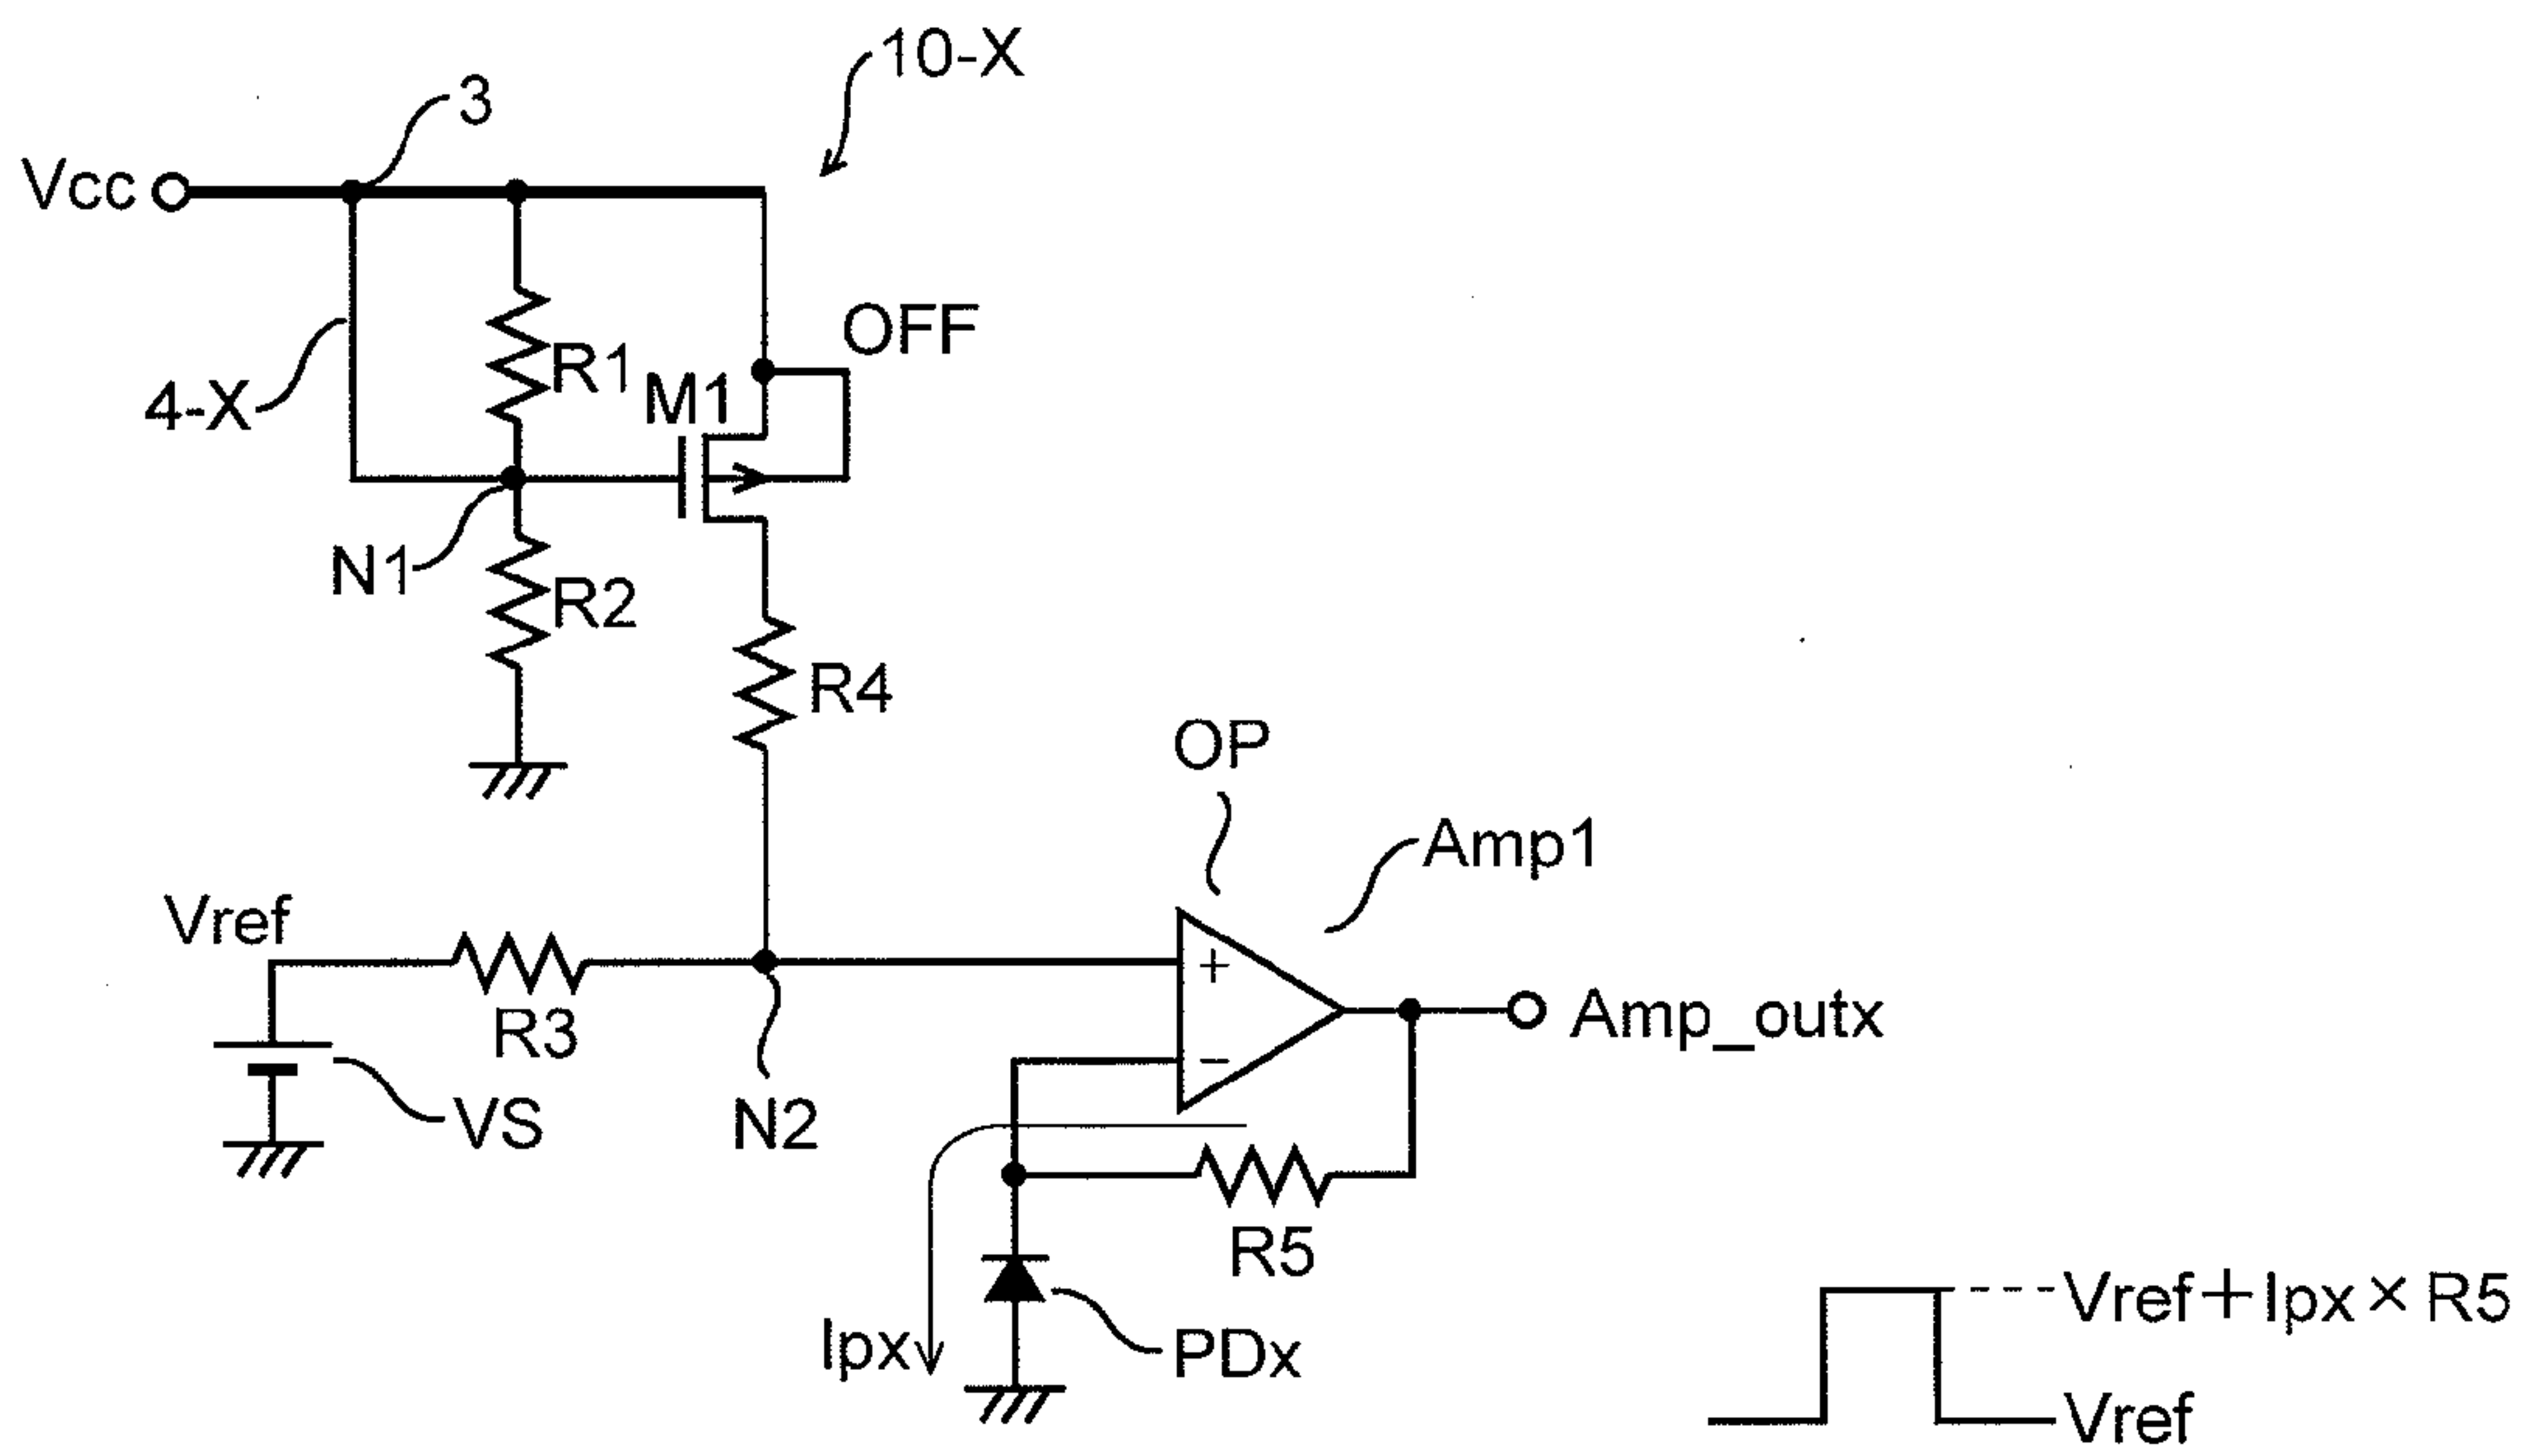 10-X
3
Vcc
OFF
R1
M1
4-X
N1
R2
R4
OP
Amp1
Vref
+
Amp_outx
R3
−
VS
N2
R5
Ipx
PDx
Vref+Ipx×R5
Vref